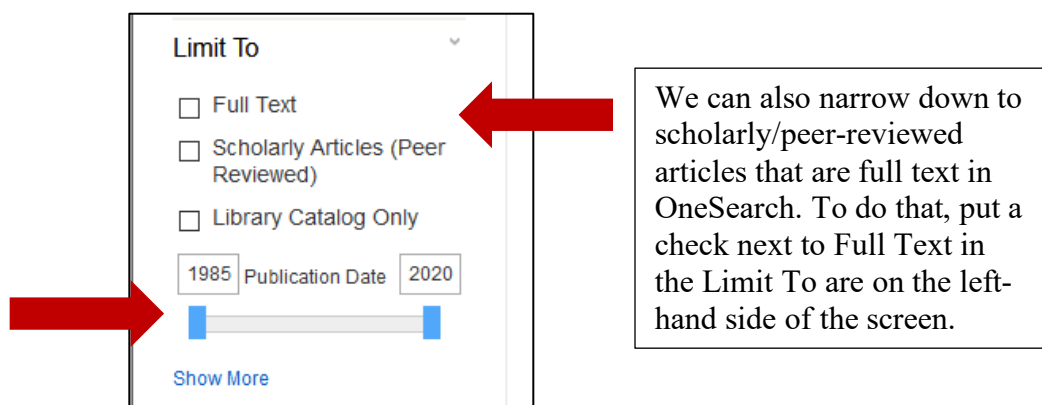 Limit To
Full Text
Scholarly Articles (Peer
Reviewed)
Library Catalog Only
1985 Publication Date 2020
Show More
We can also narrow down to
scholarly/peer-reviewed
articles that are full text in
OneSearch. To do that, put a
check next to Full Text in
the Limit To are on the left-
hand side of the screen.